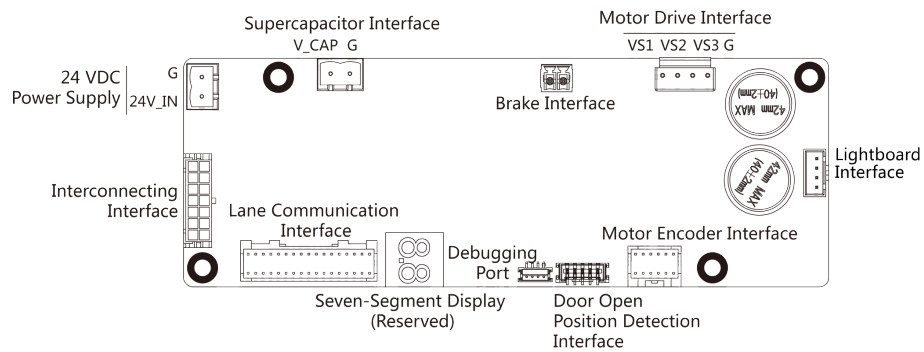 Supercapacitor Interface
V_CAP G
Motor Drive Interface
VS1 VS2 VS3 G
24 VDC
Power Supply
G
24V_IN
Brake Interface
42mm MAX
(40±2mm)
42mm MAX
(40±2mm)
Lightboard
Interface
Interconnecting
Interface
Lane Communication
Interface
Debugging
Port
Motor Encoder Interface
Seven-Segment Display
(Reserved)
Door Open
Position Detection
Interface